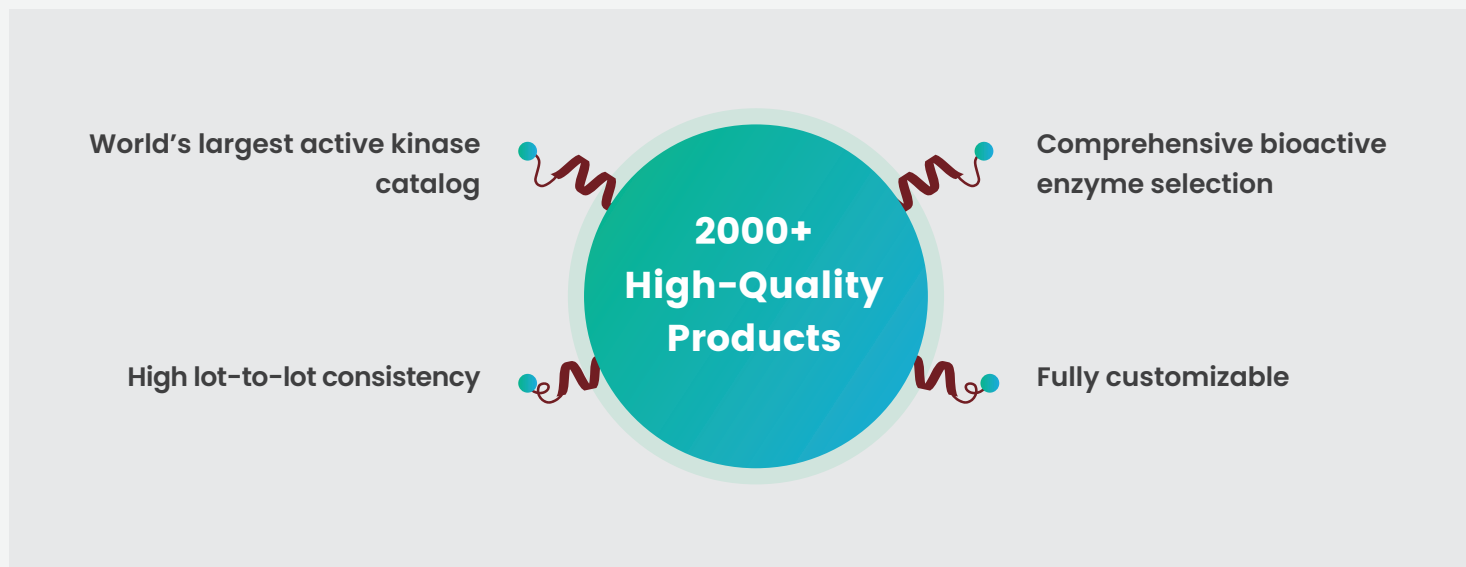 World’s largest active kinase
catalog
Comprehensive bioactive
enzyme selection
2000+
High-Quality
Products
High lot-to-lot consistency
Fully customizable